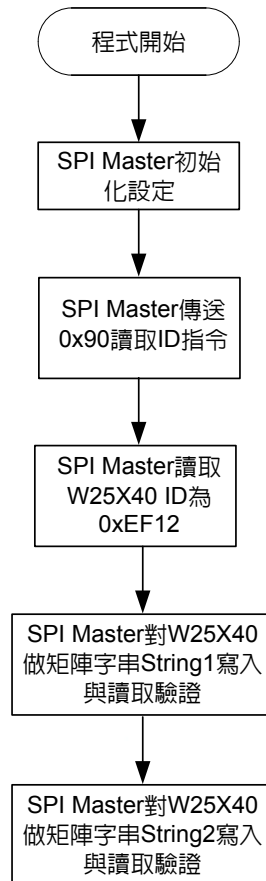 程式開始
SPI Master初始
化設定
SPI Master傳送
0x90讀取ID指令
SPI Master讀取
W25X40 ID為
0xEF12
SPI Master對W25X40
做矩陣字串String1寫入
與讀取驗證
SPI Master對W25X40
做矩陣字串String2寫入
與讀取驗證